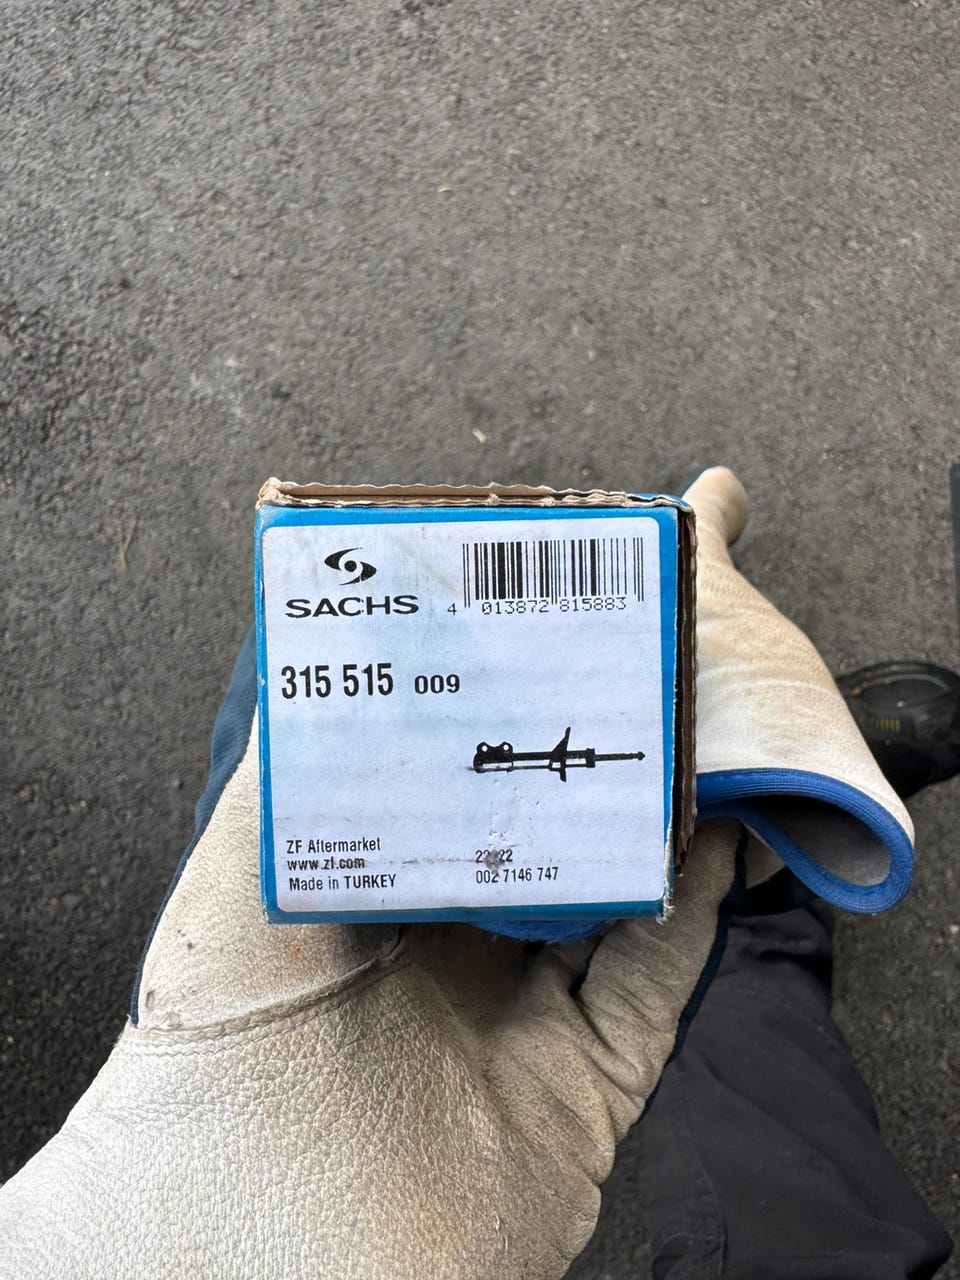 SACHS
4 013872 815883
315 515 009
ZF Aftermarket
www.zf.com
Made in TURKEY
002 7146 747